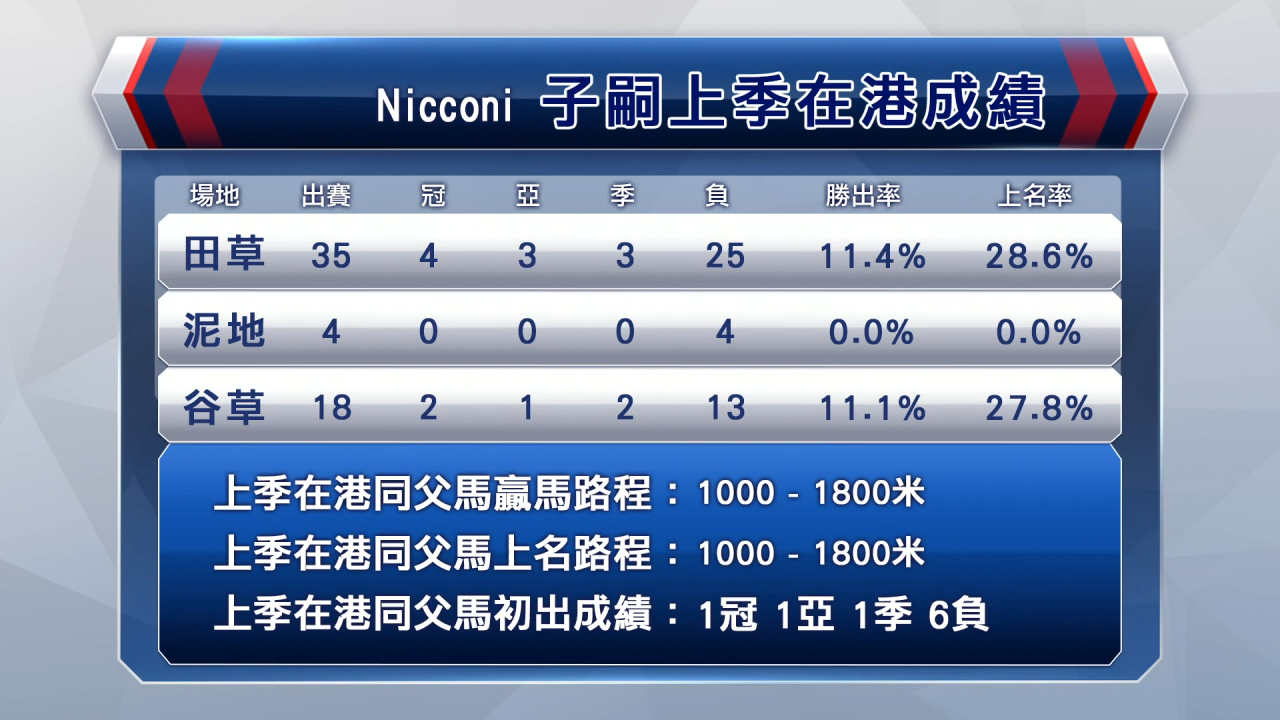 Nicconi 子嗣上季在港成績
場地 出賽 冠 亞 季 負 勝出率 上名率
田草 35 4 3 3 25 11.4% 28.6%
泥地 4 0 0 0 4 0.0% 0.0%
谷草 18 2 1 2 13 11.1% 27.8%
上季在港同父馬贏馬路程：1000 - 1800米
上季在港同父馬上名路程：1000 - 1800米
上季在港同父馬初出成績：1冠 1亞 1季 6負